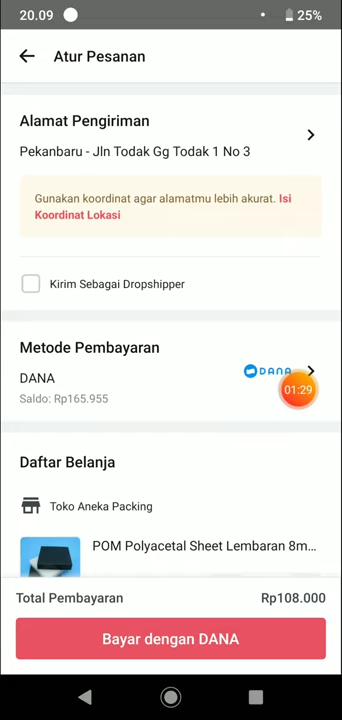 20.09
25%
Atur Pesanan
Alamat Pengiriman
Pekanbaru - Jln Todak Gg Todak 1 No 3
Gunakan koordinat agar alamatmu lebih akurat. Isi
Koordinat Lokasi
Kirim Sebagai Dropshipper
Metode Pembayaran
DANA
DANA
01:29
Saldo: Rp165.955
Daftar Belanja
Toko Aneka Packing
POM Polyacetal Sheet Lembaran 8m...
Total Pembayaran
Rp108.000
Bayar dengan DANA